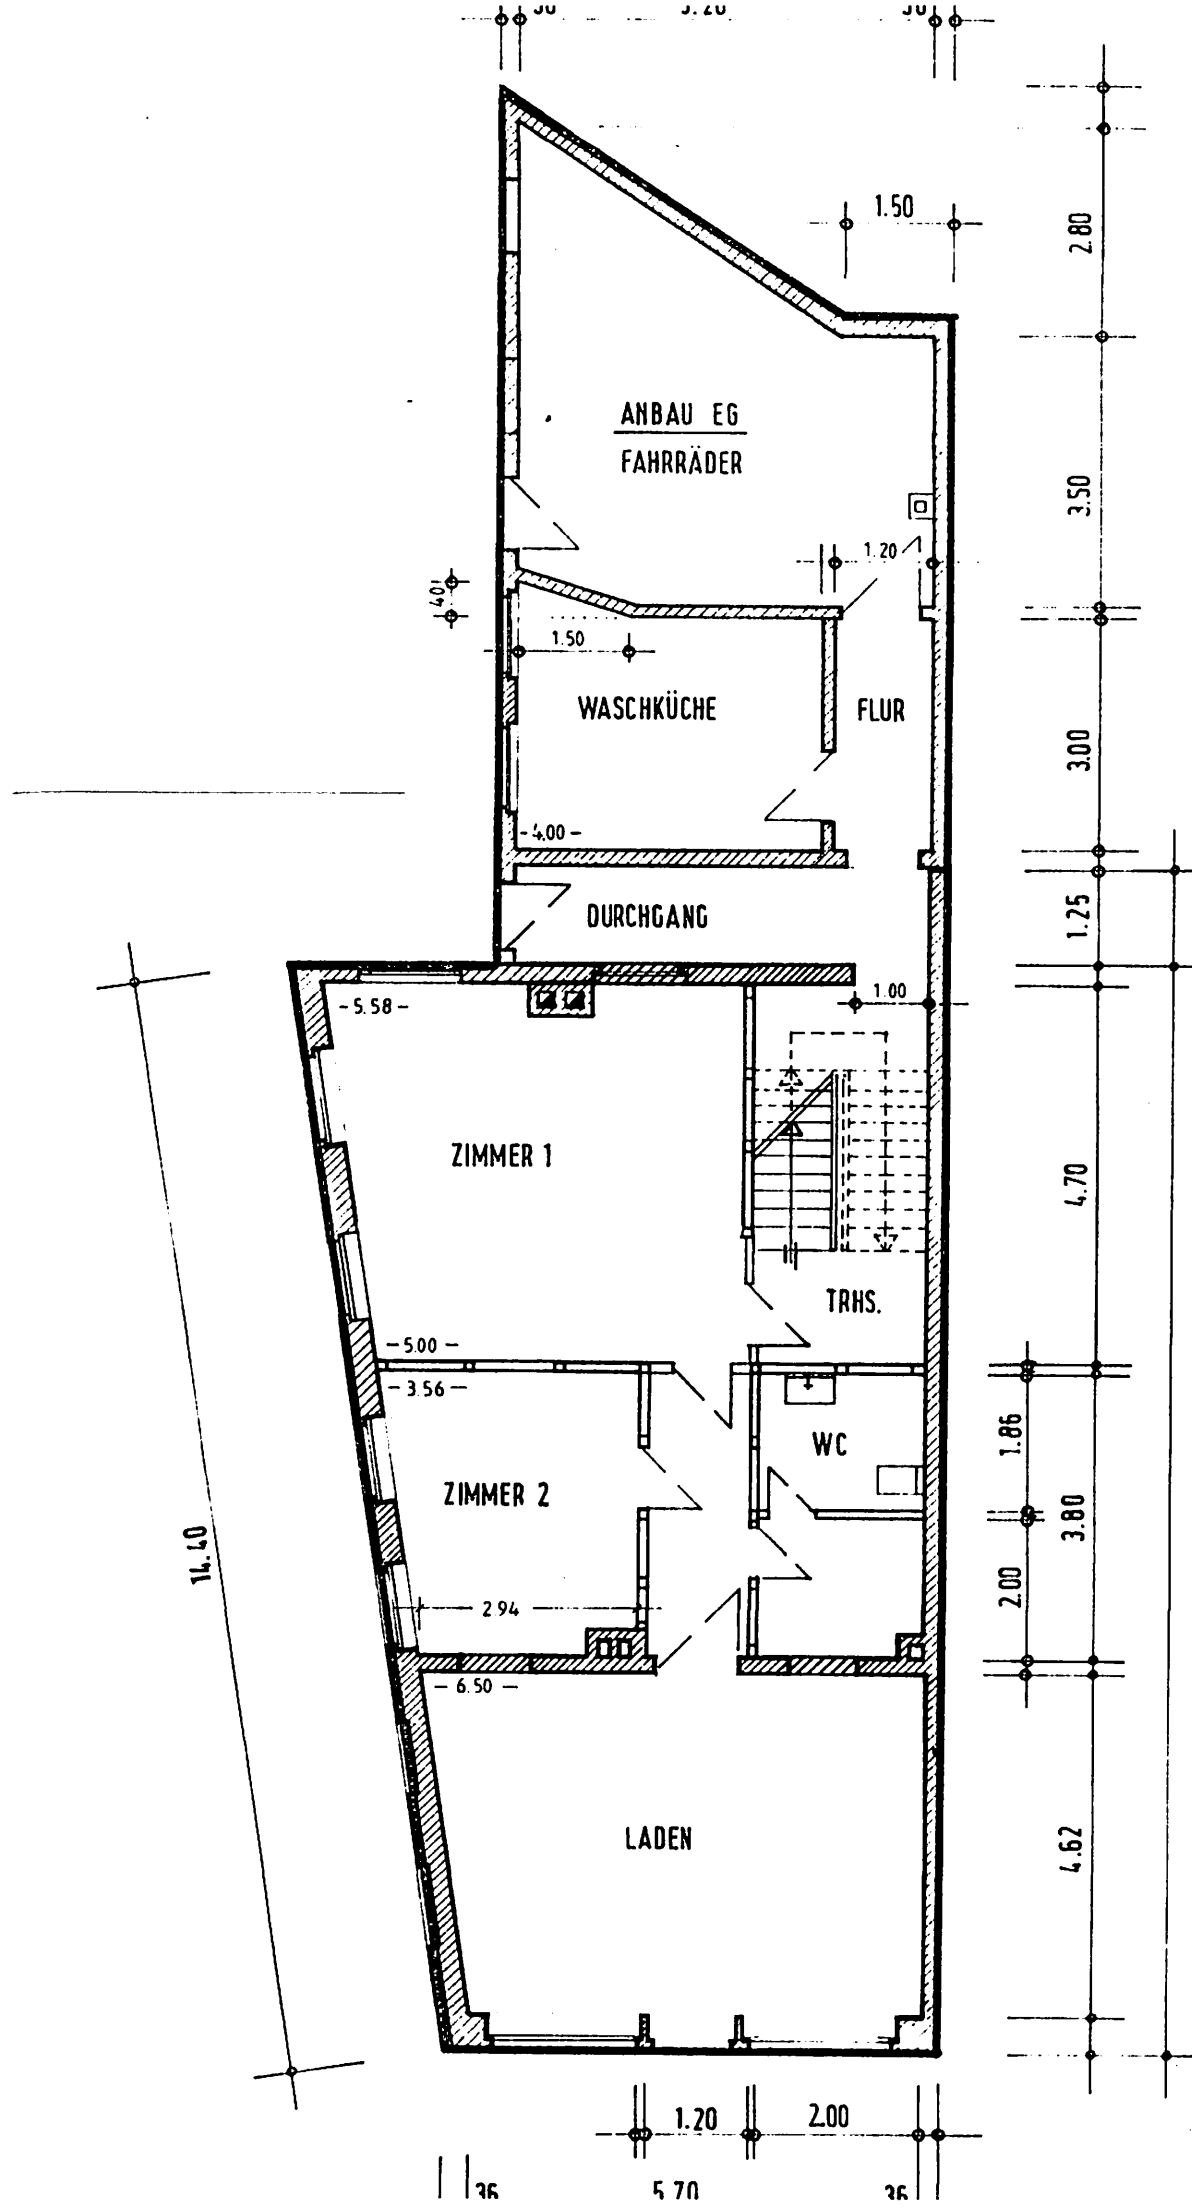 1.50
2.80
ANBAU EG
FAHRRÄDER
3.50
1.20
40
1.50
WASCHKÜCHE
FLUR
3.00
-4.00-
DURCHGANG
1.25
-5.58-
1.00
ZIMMER 1
4.70
TRHS.
-5.00-
-3.56-
WC
1.86
ZIMMER 2
3.80
14.40
2.94
2.00
-6.50-
LADEN
4.62
1.20
2.00
36
5.70
36